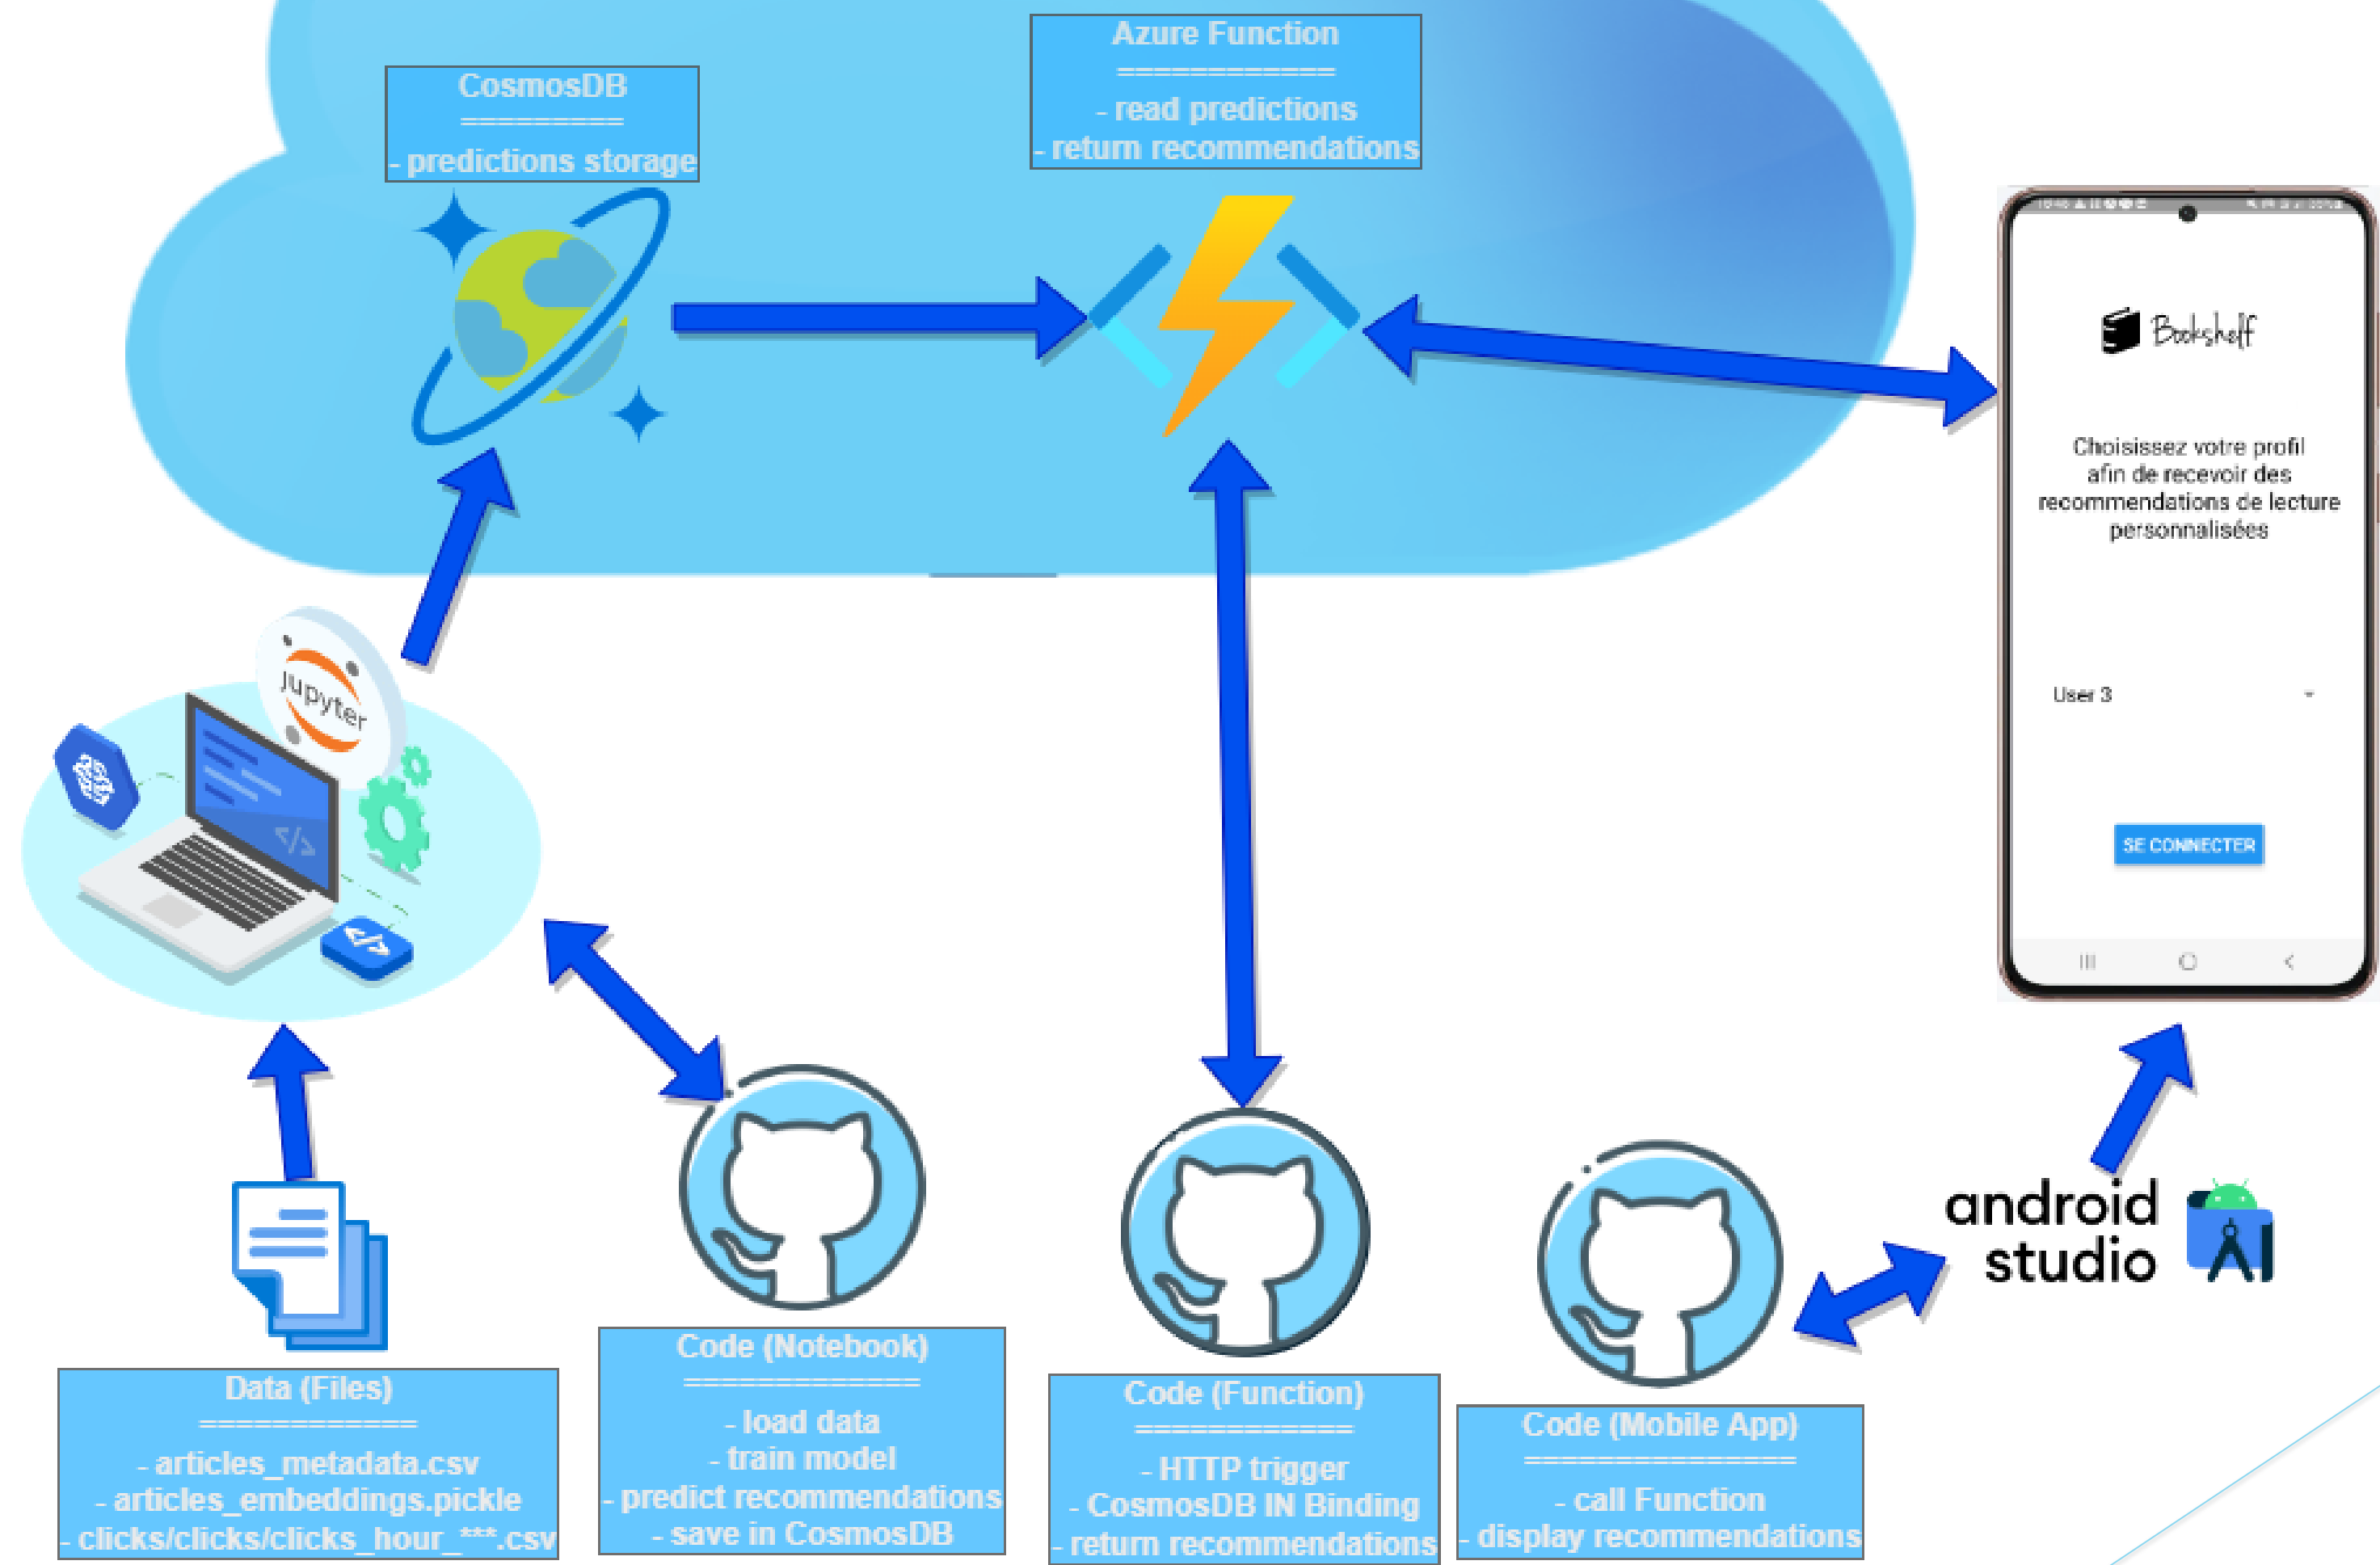 Azure Function
============
- read predictions
- return recommendations
CosmosDB
=========
- predictions storage
Bookshelf
Choisissez votre profil
afin de recevoir des
recommendations de lecture
personnalisées
User 3
SE CONNECTER
jupyter
</>
</>
android
studio
Data (Files)
============
- articles_metadata.csv
- articles_embeddings.pickle
- clicks/clicks/clicks_hour_***.csv
Code (Notebook)
=============
- load data
- train model
- predict recommendations
- save in CosmosDB
Code (Function)
============
- HTTP trigger
- CosmosDB IN Binding
- return recommendations
Code (Mobile App)
===============
- call Function
- display recommendations